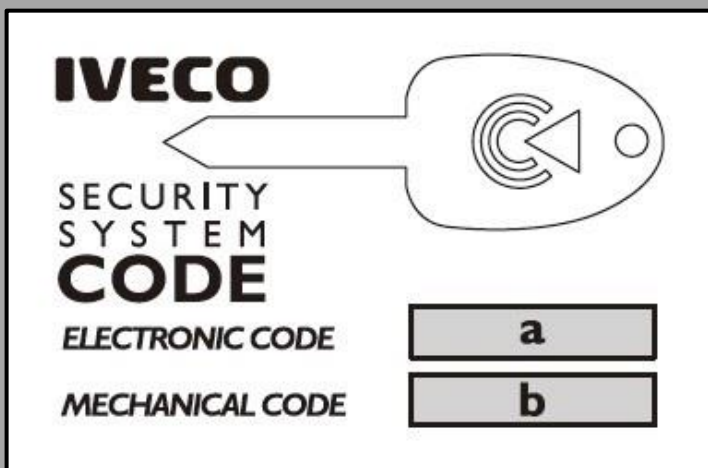 IVECO
SECURITY
SYSTEM
CODE
ELECTRONIC CODE a
MECHANICAL CODE b